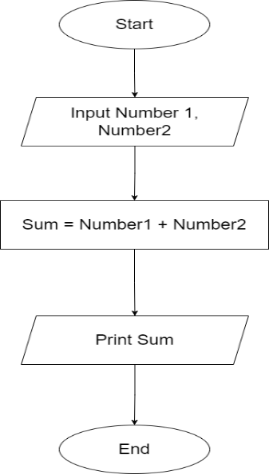 Start
Input Number 1,
Number2
Sum = Number1 + Number2
Print Sum
End